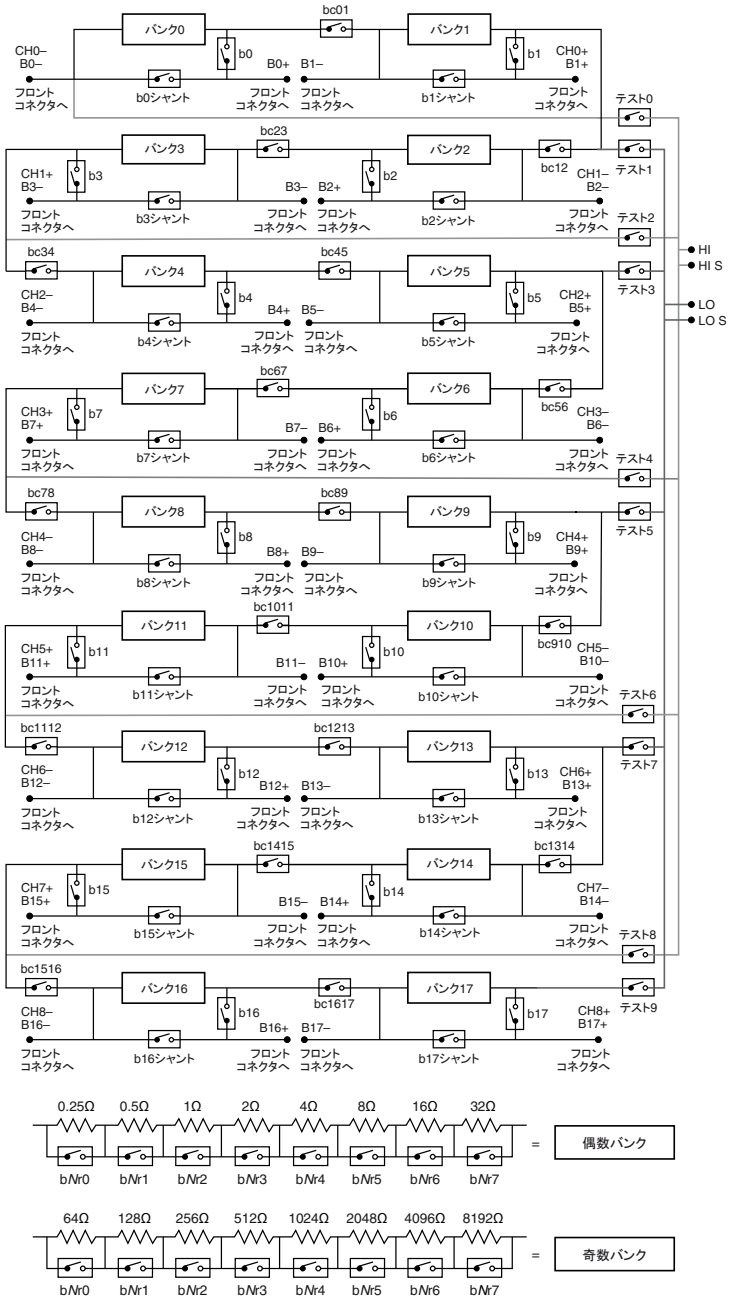 bc01
バンク0
バンク1
CH0–
B0–
b0
B0+
B1–
b1
CH0+
B1+
フロント
コネクタへ
b0シャント
フロント
コネクタへ
フロント
コネクタへ
b1シャント
フロント
コネクタへ
テスト0
bc23
バンク3
バンク2
bc12
テスト1
CH1+
B3–
b3
B3–
B2+
b2
CH1–
B2–
フロント
コネクタへ
b3シャント
フロント
コネクタへ
フロント
コネクタへ
b2シャント
フロント
コネクタへ
テスト2
HI
HI S
LO
LO S
bc34
バンク4
bc45
バンク5
テスト3
CH2–
B4–
b4
B4+
B5–
b5
CH2+
B5+
フロント
コネクタへ
b4シャント
フロント
コネクタへ
フロント
コネクタへ
b5シャント
フロント
コネクタへ
bc67
バンク7
バンク6
bc56
CH3+
B7+
b7
B7–
B6+
b6
CH3–
B6–
フロント
コネクタへ
b7シャント
フロント
コネクタへ
フロント
コネクタへ
b6シャント
フロント
コネクタへ
テスト4
bc78
バンク8
bc89
バンク9
テスト5
CH4–
B8–
b8
B8+
B9–
b9
CH4+
B9+
フロント
コネクタへ
b8シャント
フロント
コネクタへ
フロント
コネクタへ
b9シャント
フロント
コネクタへ
bc1011
バンク11
バンク10
bc910
CH5+
B11+
b11
B11–
B10+
b10
CH5–
B10–
フロント
コネクタへ
b11シャント
フロント
コネクタへ
フロント
コネクタへ
b10シャント
フロント
コネクタへ
テスト6
bc1112
バンク12
bc1213
バンク13
テスト7
CH6–
B12–
b12
B12+
B13–
b13
CH6+
B13+
フロント
コネクタへ
b12シャント
フロント
コネクタへ
フロント
コネクタへ
b13シャント
フロント
コネクタへ
bc1415
バンク15
バンク14
bc1314
CH7+
B15+
b15
B15–
B14+
b14
CH7–
B14–
フロント
コネクタへ
b15シャント
フロント
コネクタへ
フロント
コネクタへ
b14シャント
フロント
コネクタへ
テスト8
bc1516
バンク16
bc1617
バンク17
テスト9
CH8–
B16–
b16
B16+
B17–
b17
CH8+
B17+
フロント
コネクタへ
b16シャント
フロント
コネクタへ
フロント
コネクタへ
b17シャント
フロント
コネクタへ
0.25Ω 0.5Ω 1Ω 2Ω 4Ω 8Ω 16Ω 32Ω
= 偶数バンク
bNr0 bNr1 bNr2 bNr3 bNr4 bNr5 bNr6 bNr7
64Ω 128Ω 256Ω 512Ω 1024Ω 2048Ω 4096Ω 8192Ω
= 奇数バンク
bNr0 bNr1 bNr2 bNr3 bNr4 bNr5 bNr6 bNr7